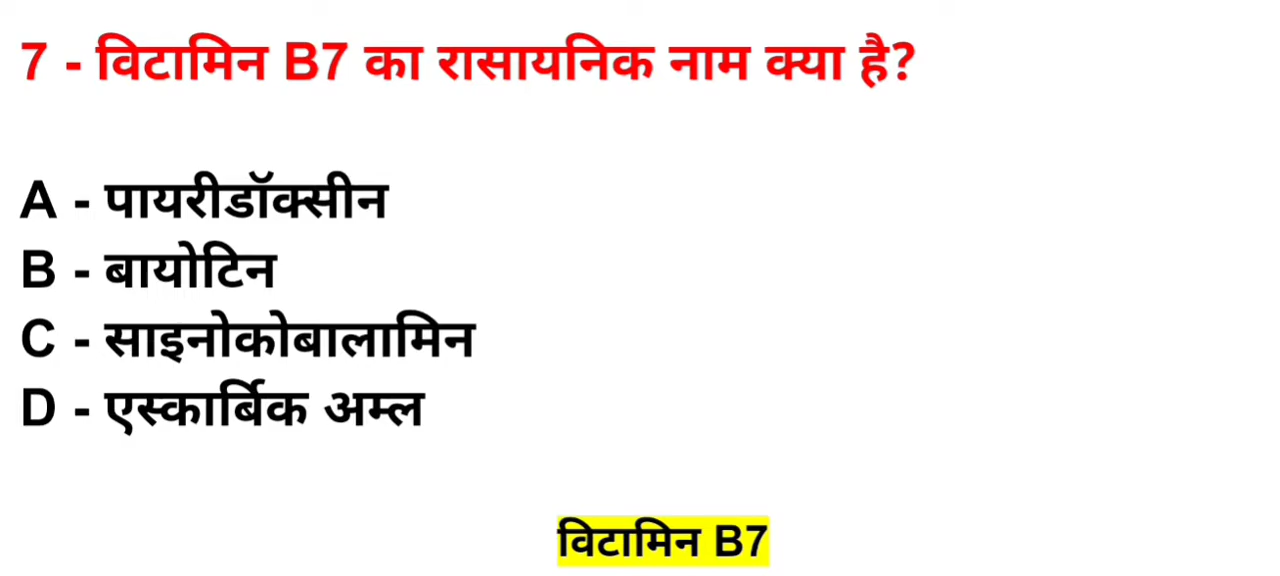 7 - विटामिन B7 का रासायनिक नाम क्या है?
A - पायरीडॉक्सीन
B - बायोटिन
C - साइनोकोबालामिन
D - एस्कार्बिक अम्ल
विटामिन B7